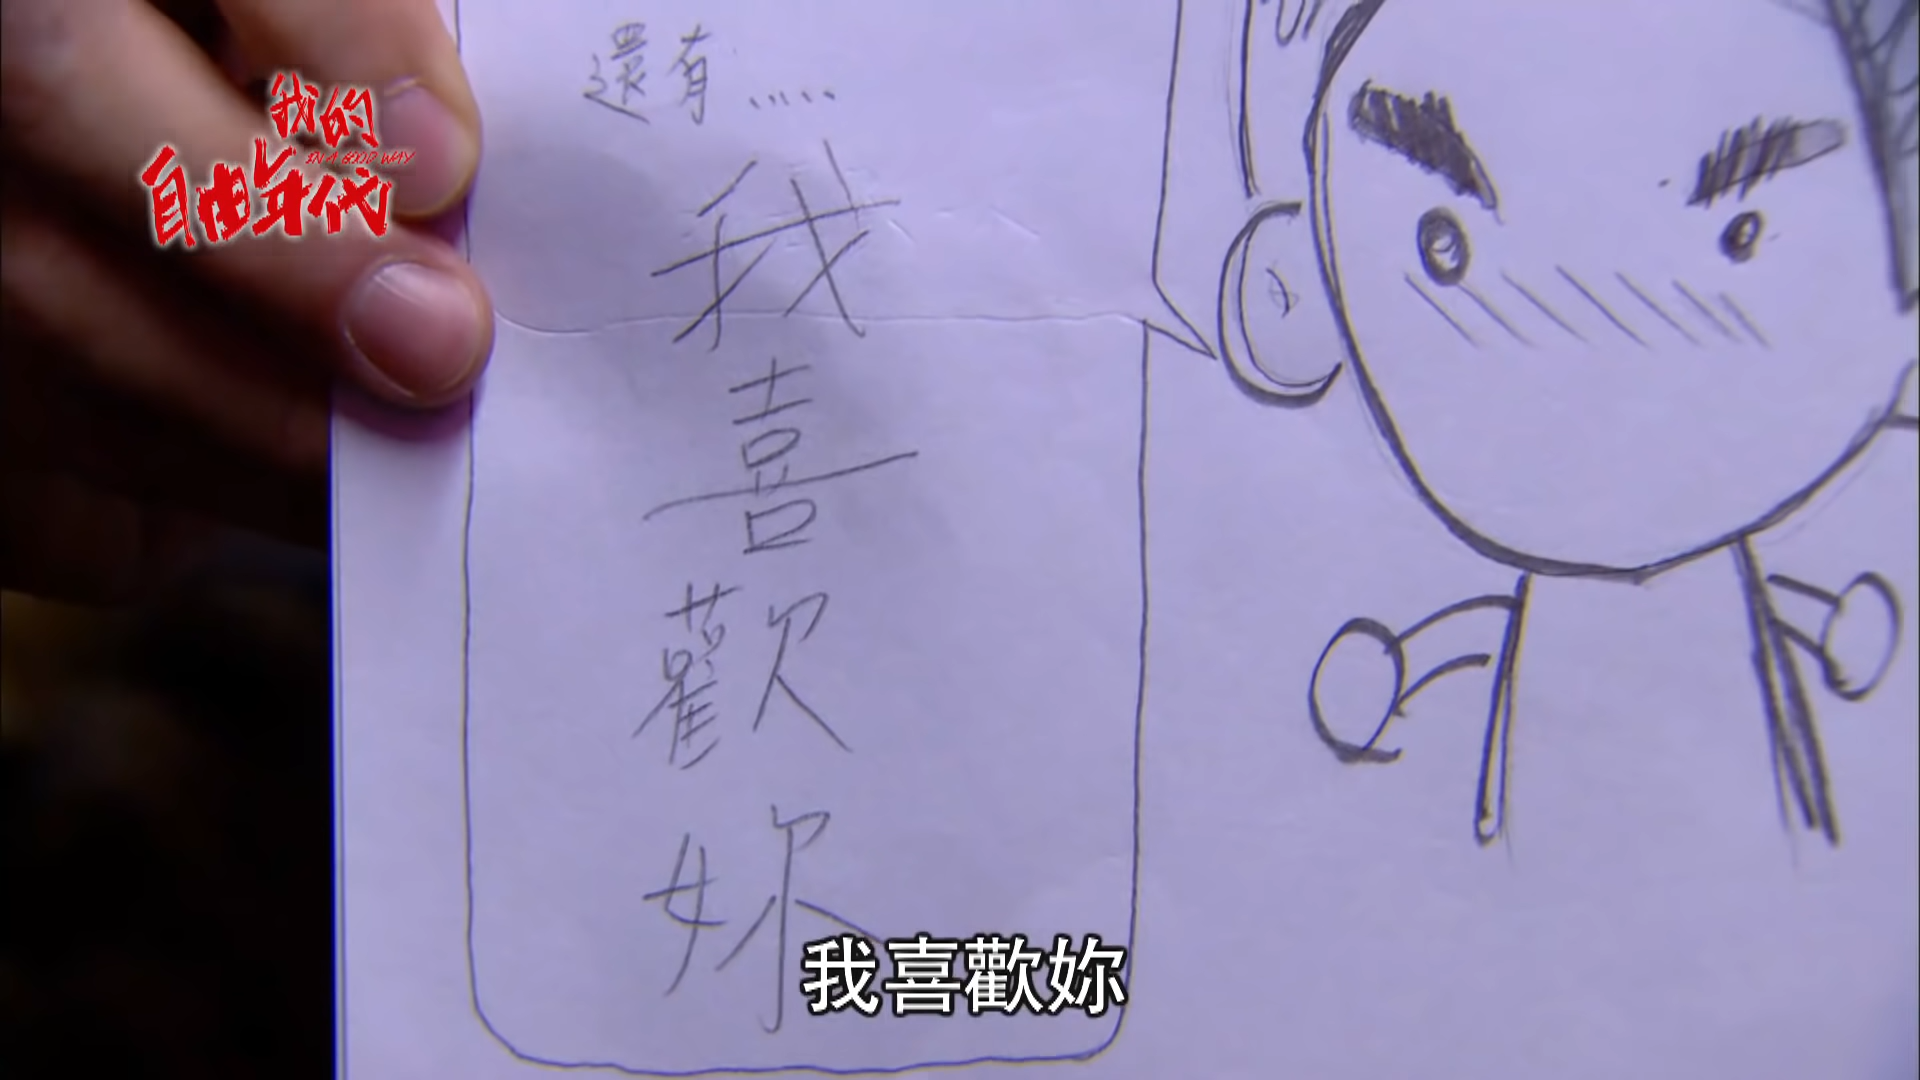 還有.....
我
喜
歡
妳
我的
IN A GOOD WAY
自由年代
我喜歡妳